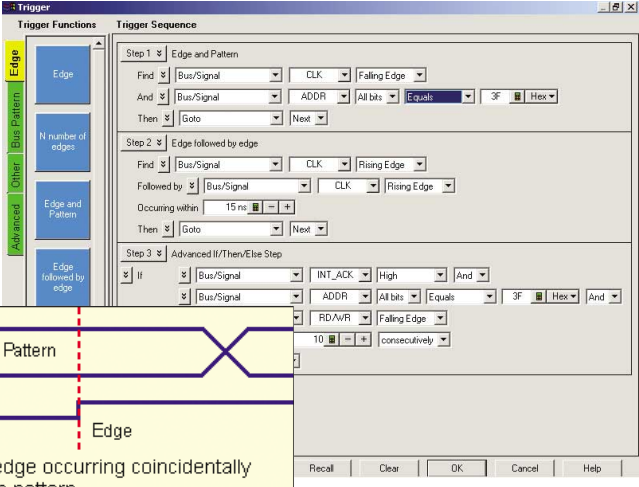 Trigger
Trigger Functions
Trigger Sequence
Edge
Bus Pattern
Other
Advanced
Edge
N number of
edges
Edge and
Pattern
Edge
followed by
edge
Step 1 Edge and Pattern
Find Bus/Signal CLK Falling Edge
And Bus/Signal ADDR All bits Equals 3F Hex
Then Goto Next
Step 2 Edge followed by edge
Find Bus/Signal CLK Rising Edge
Followed by Bus/Signal CLK Rising Edge
Occurring within 15 ns - +
Then Goto Next
Step 3 Advanced If/Then/Else Step
If Bus/Signal INT_ACK High And
Bus/Signal ADDR All bits Equals 3F Hex And
RD/WR Falling Edge
10 - + consecutively
Pattern
Edge
edge occurring coincidentally
pattern
Recall Clear OK Cancel Help